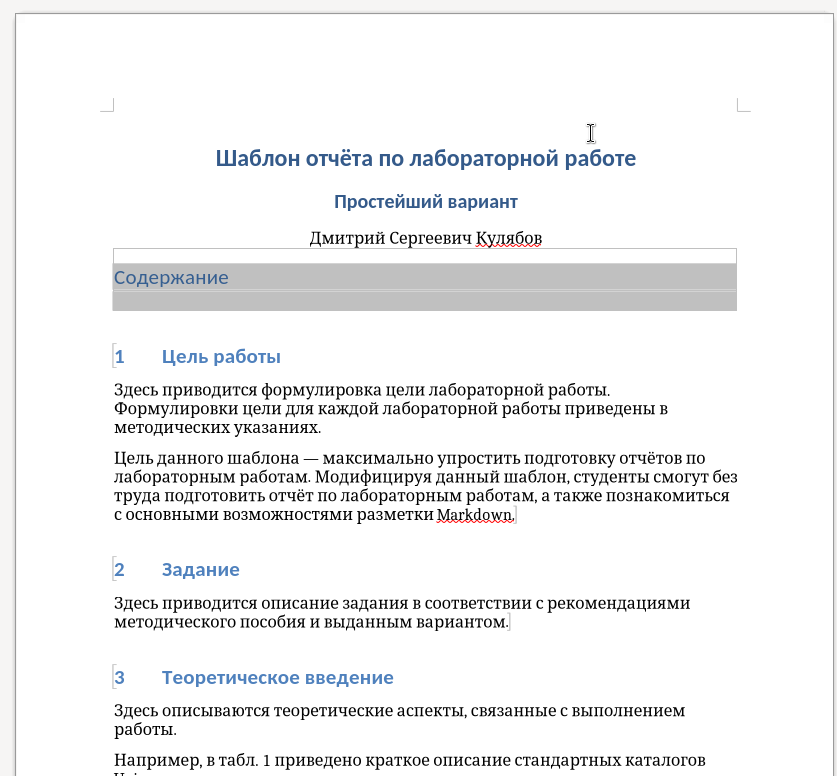 Шаблон отчёта по лабораторной работе
Простейший вариант
Дмитрий Сергеевич Кулябов
Содержание
1 Цель работы
Здесь приводится формулировка цели лабораторной работы.
Формулировки цели для каждой лабораторной работы приведены в
методических указаниях.
Цель данного шаблона — максимально упростить подготовку отчётов по
лабораторным работам. Модифицируя данный шаблон, студенты смогут без
труда подготовить отчёт по лабораторным работам, а также познакомиться
с основными возможностями разметки Markdown.
2 Задание
Здесь приводится описание задания в соответствии с рекомендациями
методического пособия и выданным вариантом.
3 Теоретическое введение
Здесь описываются теоретические аспекты, связанные с выполнением
работы.
Например, в табл. 1 приведено краткое описание стандартных каталогов